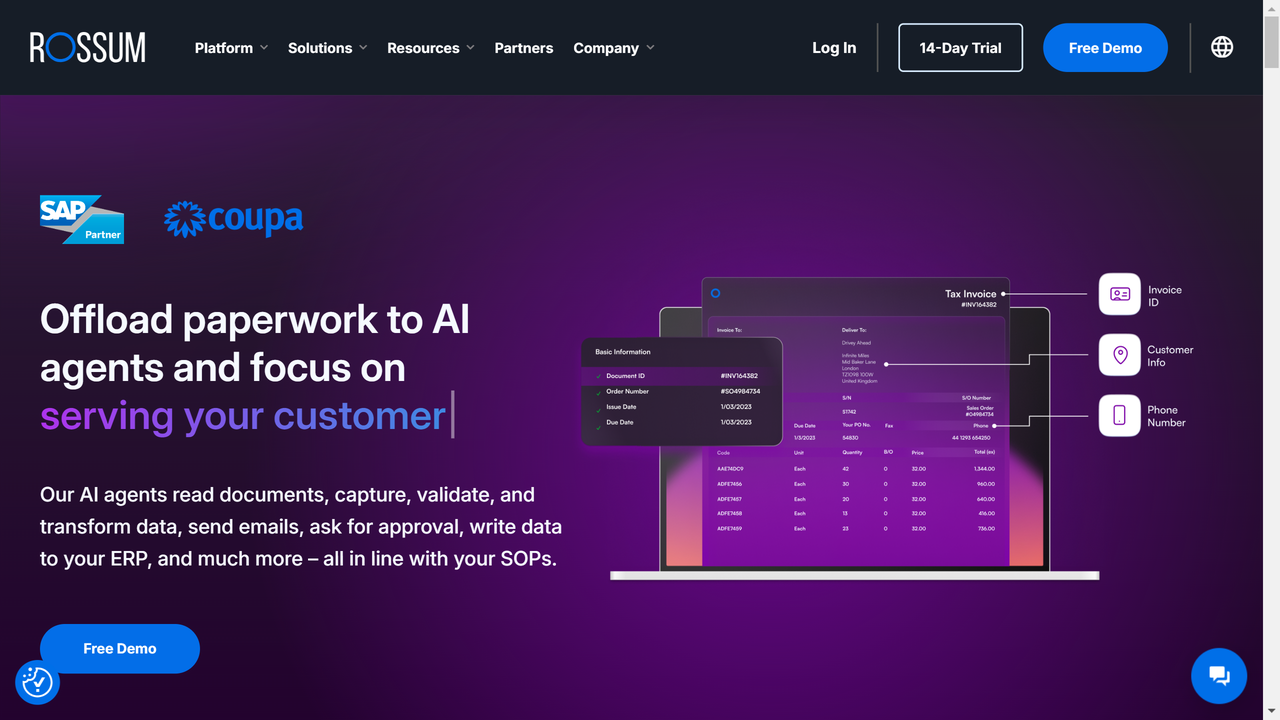 ROSSUM
Platform
Solutions
Resources
Partners
Company
Log In
14-Day Trial
Free Demo
SAP
Partner
coupa
Offload paperwork to AI
agents and focus on
serving your customer
Our AI agents read documents, capture, validate, and
transform data, send emails, ask for approval, write data
to your ERP, and much more – all in line with your SOPs.
Free Demo
Tax Invoice
#INV164382
Invoice To:
Deliver To:
Drivey Ahead
Infinite Miles
Mid Baker Lane
London
TZ1098 100W
United Kingdom
Basic Information
Document ID #INV164382
Order Number #SO4984734
Issue Date 1/03/2023
Due Date 1/03/2023
S/N S/O Number
S1742 Sales Order
#04984734
Due Date Your PO No. Fax Phone
1/3/2023 54830 44 1293 654250
Code Unit Quantity B/O Price Total (ex)
AAE74DC9 Each 42 0 32.00 1,344.00
ADFE7456 Each 30 0 32.00 960.00
ADFE7457 Each 20 0 32.00 640.00
ADFE7458 Each 13 0 32.00 416.00
ADFE7459 Each 23 0 32.00 736.00
Invoice
ID
Customer
Info
Phone
Number